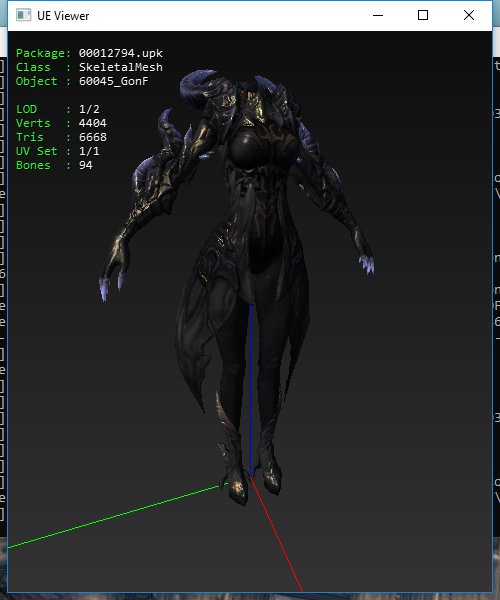 UE Viewer
Package: 00012794.upk
Class : SkeletalMesh
Object : 60045_GonF
LOD : 1/2
Verts : 4404
Tris : 6668
UV Set : 1/1
Bones : 94